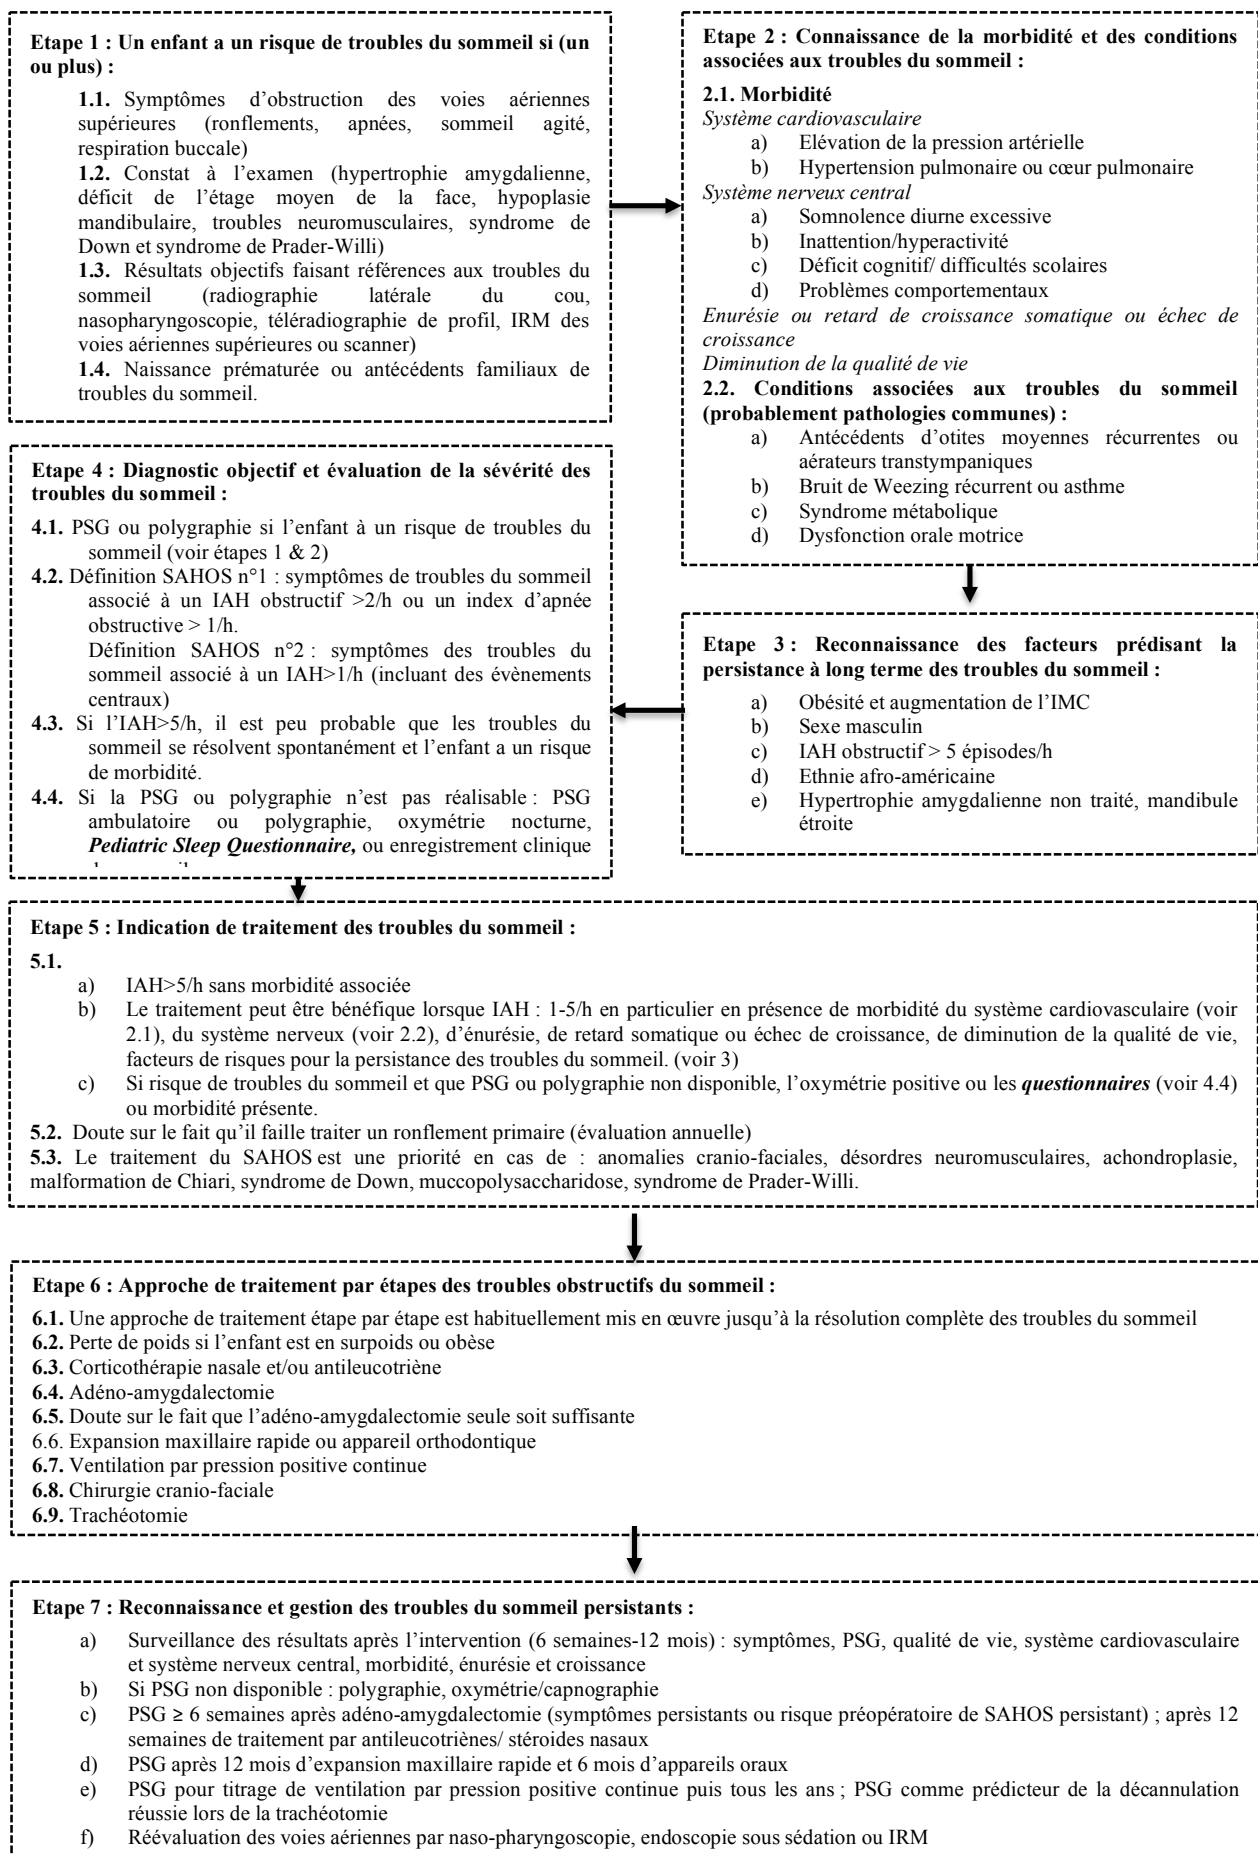 Etape 1 : Un enfant a un risque de troubles du sommeil si (un
ou plus) :
1.1. Symptômes d’obstruction des voies aériennes
supérieures (ronflements, apnées, sommeil agité,
respiration buccale)
1.2. Constat à l’examen (hypertrophie amygdalienne,
déficit de l’étage moyen de la face, hypoplasie
mandibulaire, troubles neuromusculaires, syndrome de
Down et syndrome de Prader-Willi)
1.3. Résultats objectifs faisant références aux troubles du
sommeil (radiographie latérale du cou,
nasopharyngoscopie, téléradiographie de profil, IRM des
voies aériennes supérieures ou scanner)
1.4. Naissance prématurée ou antécédents familiaux de
troubles du sommeil.
Etape 2 : Connaissance de la morbidité et des conditions
associées aux troubles du sommeil :
2.1. Morbidité
Système cardiovasculaire
a) Elévation de la pression artérielle
b) Hypertension pulmonaire ou cœur pulmonaire
Système nerveux central
a) Somnolence diurne excessive
b) Inattention/hyperactivité
c) Déficit cognitif/ difficultés scolaires
d) Problèmes comportementaux
Enurésie ou retard de croissance somatique ou échec de
croissance
Diminution de la qualité de vie
2.2. Conditions associées aux troubles du sommeil
(probablement pathologies communes) :
a) Antécédents d’otites moyennes récurrentes ou
aérateurs transtympaniques
b) Bruit de Weezing récurrent ou asthme
c) Syndrome métabolique
d) Dysfonction orale motrice
Etape 3 : Reconnaissance des facteurs prédisant la
persistance à long terme des troubles du sommeil :
a) Obésité et augmentation de l’IMC
b) Sexe masculin
c) IAH obstructif > 5 épisodes/h
d) Ethnie afro-américaine
e) Hypertrophie amygdalienne non traité, mandibule
étroite
Etape 4 : Diagnostic objectif et évaluation de la sévérité des
troubles du sommeil :
4.1. PSG ou polygraphie si l’enfant à un risque de troubles du
sommeil (voir étapes 1 & 2)
4.2. Définition SAHOS n°1 : symptômes de troubles du sommeil
associé à un IAH obstructif >2/h ou un index d’apnée
obstructive > 1/h.
Définition SAHOS n°2 : symptômes des troubles du
sommeil associé à un IAH>1/h (incluant des évènements
centraux)
4.3. Si l’IAH>5/h, il est peu probable que les troubles du
sommeil se résolvent spontanément et l’enfant a un risque
de morbidité.
4.4. Si la PSG ou polygraphie n’est pas réalisable : PSG
ambulatoire ou polygraphie, oxymétrie nocturne,
Pediatric Sleep Questionnaire, ou enregistrement clinique
Etape 5 : Indication de traitement des troubles du sommeil :
5.1.
a) IAH>5/h sans morbidité associée
b) Le traitement peut être bénéfique lorsque IAH : 1-5/h en particulier en présence de morbidité du système cardiovasculaire (voir
2.1), du système nerveux (voir 2.2), d’énurésie, de retard somatique ou échec de croissance, de diminution de la qualité de vie,
facteurs de risques pour la persistance des troubles du sommeil. (voir 3)
c) Si risque de troubles du sommeil et que PSG ou polygraphie non disponible, l’oxymétrie positive ou les questionnaires (voir 4.4)
ou morbidité présente.
5.2. Doute sur le fait qu’il faille traiter un ronflement primaire (évaluation annuelle)
5.3. Le traitement du SAHOS est une priorité en cas de : anomalies cranio-faciales, désordres neuromusculaires, achondroplasie,
malformation de Chiari, syndrome de Down, muccopolysaccharidose, syndrome de Prader-Willi.
Etape 6 : Approche de traitement par étapes des troubles obstructifs du sommeil :
6.1. Une approche de traitement étape par étape est habituellement mis en œuvre jusqu’à la résolution complète des troubles du sommeil
6.2. Perte de poids si l’enfant est en surpoids ou obèse
6.3. Corticothérapie nasale et/ou antileucotriène
6.4. Adéno-amygdalectomie
6.5. Doute sur le fait que l’adéno-amygdalectomie seule soit suffisante
6.6. Expansion maxillaire rapide ou appareil orthodontique
6.7. Ventilation par pression positive continue
6.8. Chirurgie cranio-faciale
6.9. Trachéotomie
Etape 7 : Reconnaissance et gestion des troubles du sommeil persistants :
a) Surveillance des résultats après l’intervention (6 semaines-12 mois) : symptômes, PSG, qualité de vie, système cardiovasculaire
et système nerveux central, morbidité, énurésie et croissance
b) Si PSG non disponible : polygraphie, oxymétrie/capnographie
c) PSG ≥ 6 semaines après adéno-amygdalectomie (symptômes persistants ou risque préopératoire de SAHOS persistant) ; après 12
semaines de traitement par antileucotriènes/ stéroides nasaux
d) PSG après 12 mois d’expansion maxillaire rapide et 6 mois d’appareils oraux
e) PSG pour titrage de ventilation par pression positive continue puis tous les ans ; PSG comme prédicteur de la décannulation
réussie lors de la trachéotomie
f) Réévaluation des voies aériennes par naso-pharyngoscopie, endoscopie sous sédation ou IRM